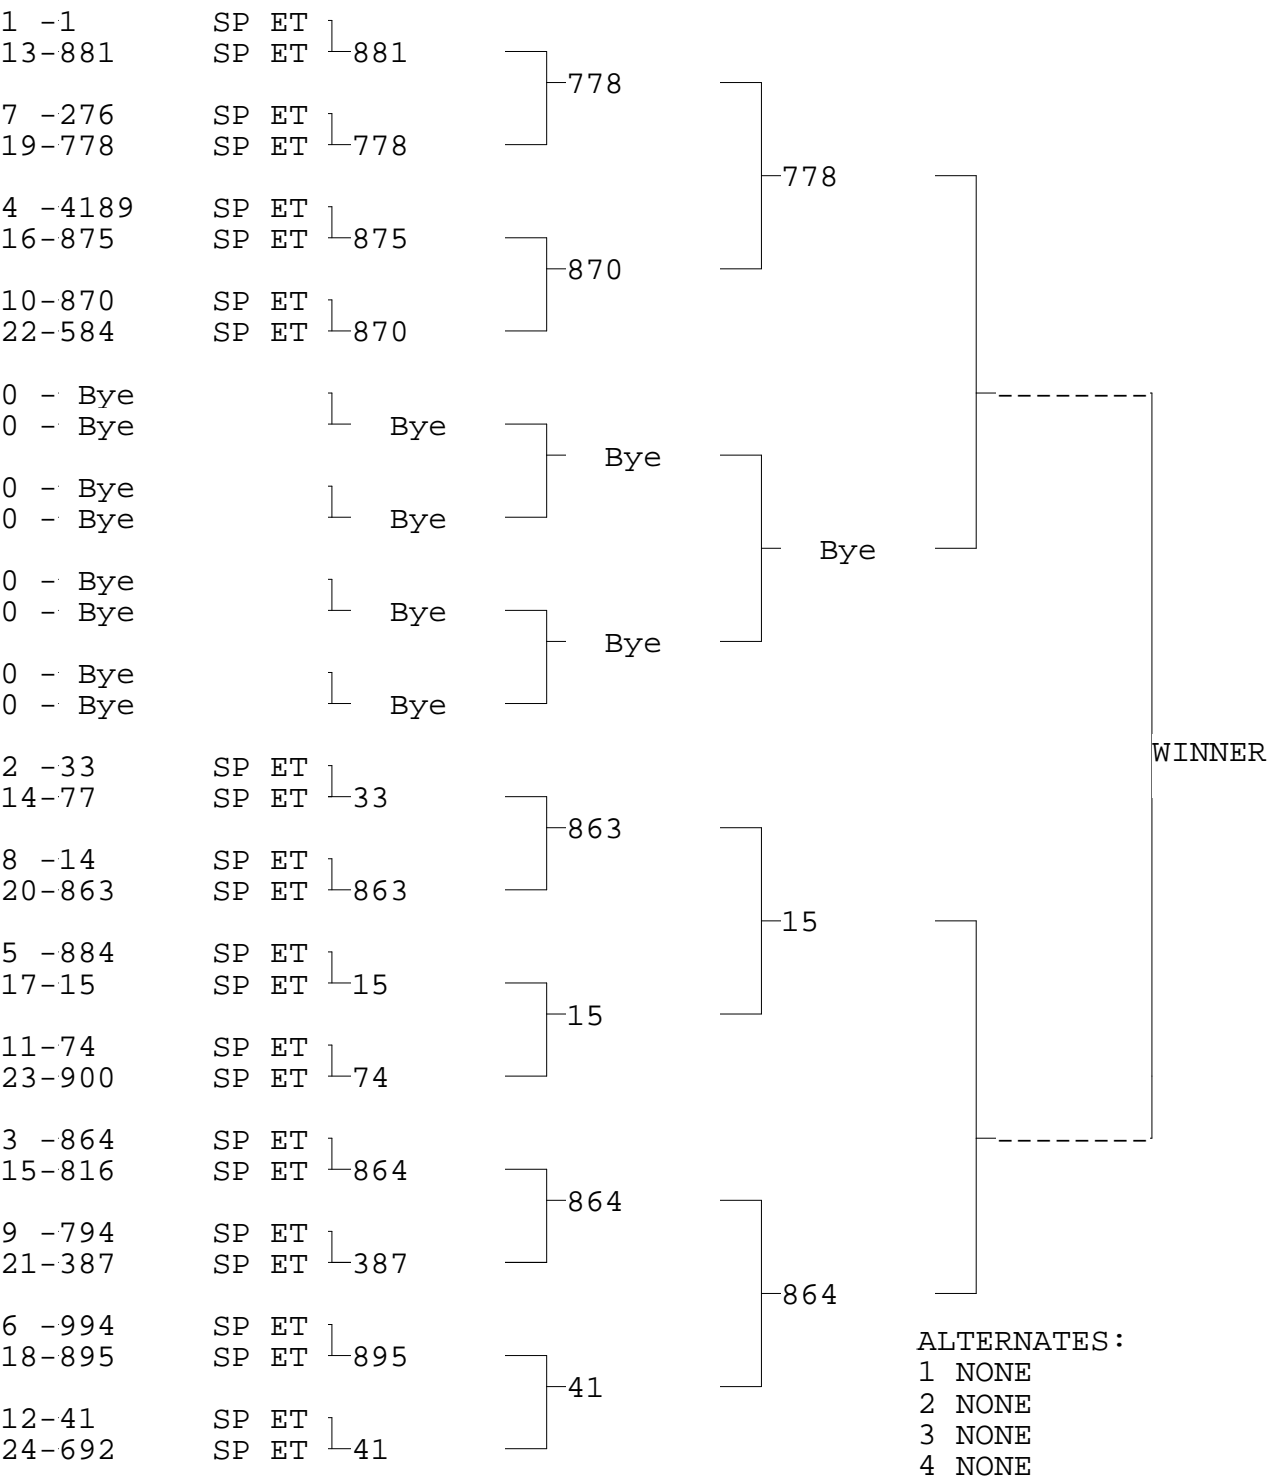 1 -1 SP ET
13-881 SP ET 881
778
7 -276 SP ET
19-778 SP ET 778
778
4 -4189 SP ET
16-875 SP ET 875
870
10-870 SP ET
22-584 SP ET 870
0 - Bye
0 - Bye Bye
Bye
0 - Bye
0 - Bye Bye
Bye
0 - Bye
0 - Bye Bye
Bye
0 - Bye
0 - Bye Bye
WINNER
2 -33 SP ET
14-77 SP ET 33
863
8 -14 SP ET
20-863 SP ET 863
15
5 -884 SP ET
17-15 SP ET 15
15
11-74 SP ET
23-900 SP ET 74
3 -864 SP ET
15-816 SP ET 864
864
9 -794 SP ET
21-387 SP ET 387
864
6 -994 SP ET
18-895 SP ET 895
41
12-41 SP ET
24-692 SP ET 41
ALTERNATES:
1 NONE
2 NONE
3 NONE
4 NONE